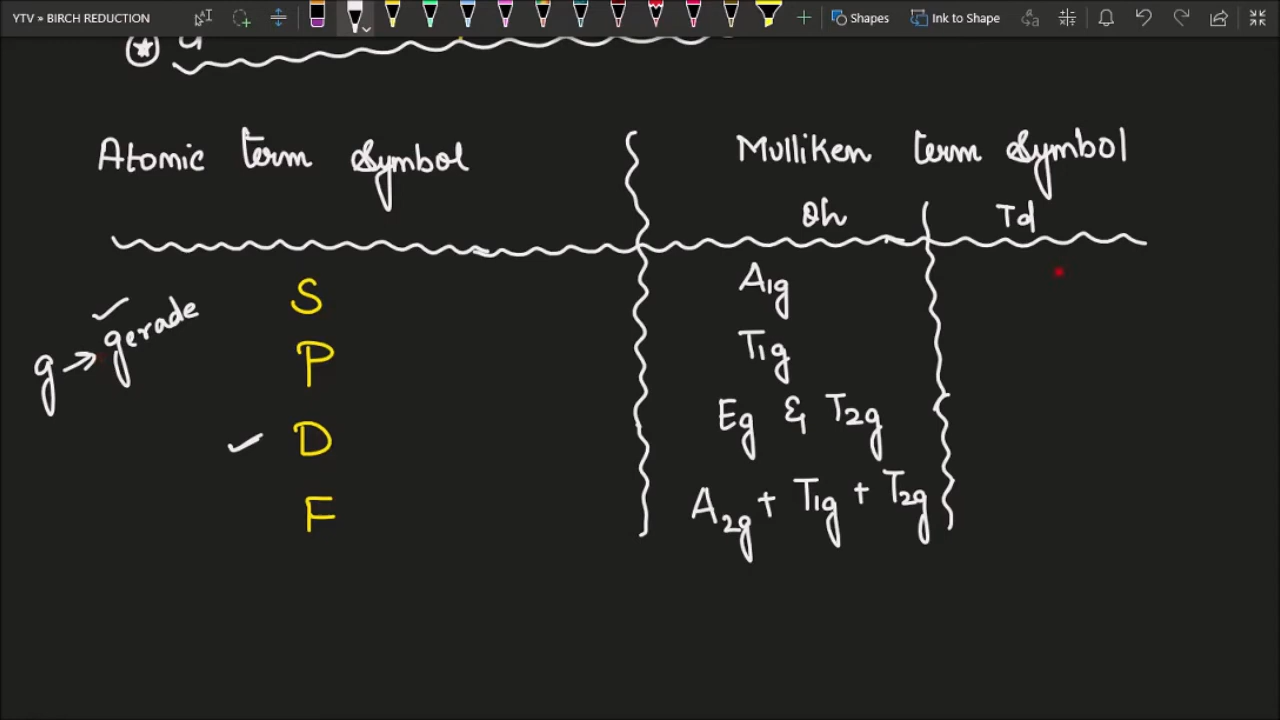 YTV » BIRCH REDUCTION Shapes Ink to Shape
Atomic term symbol Mulliken term symbol
Oh Td
S A1g
g → gerade
P T1g
D Eg & T2g
F A2g + T1g + T2g